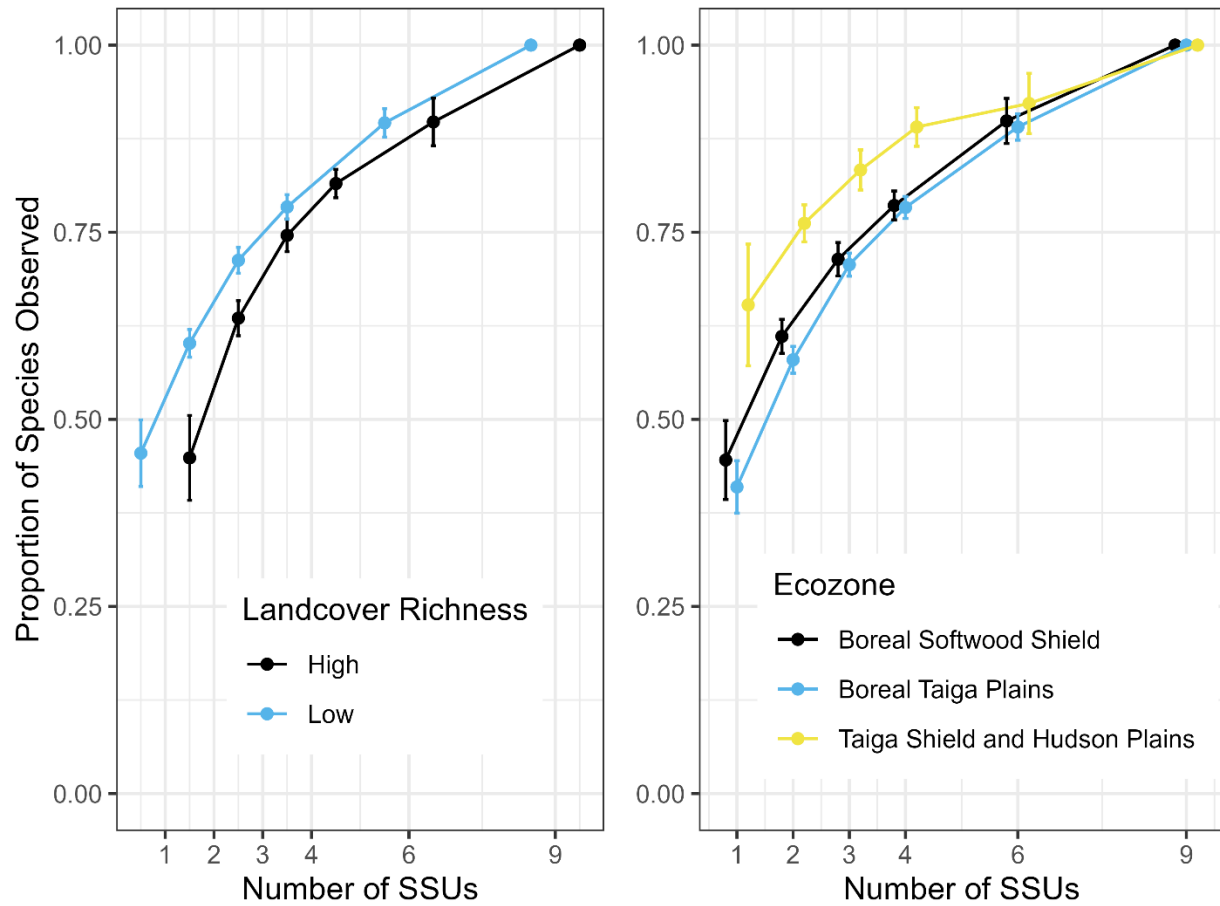 Proportion of Species Observed
1.00
0.75
0.50
0.25
0.00
Landcover Richness
High
Low
1 2 3 4 6 9
Number of SSUs
1.00
0.75
0.50
0.25
0.00
Ecozone
Boreal Softwood Shield
Boreal Taiga Plains
Taiga Shield and Hudson Plains
1 2 3 4 6 9
Number of SSUs